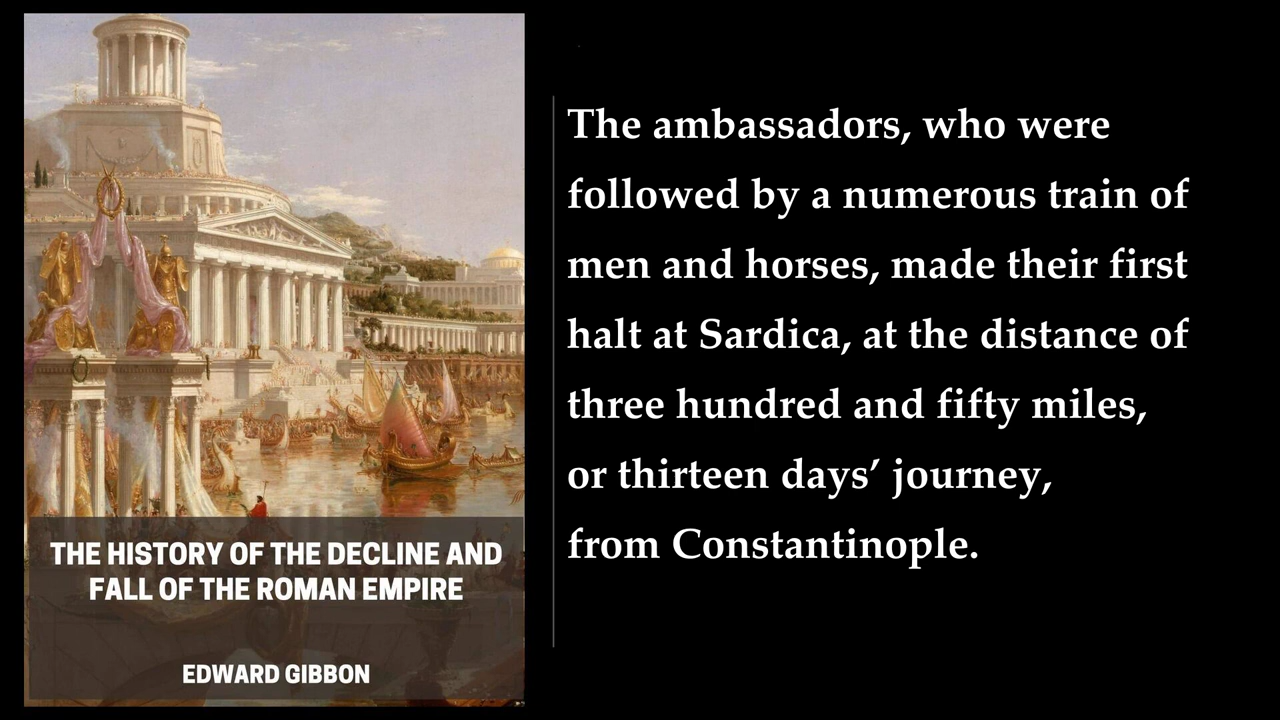 THE HISTORY OF THE DECLINE AND
FALL OF THE ROMAN EMPIRE
EDWARD GIBBON
The ambassadors, who were
followed by a numerous train of
men and horses, made their first
halt at Sardica, at the distance of
three hundred and fifty miles,
or thirteen days’ journey,
from Constantinople.